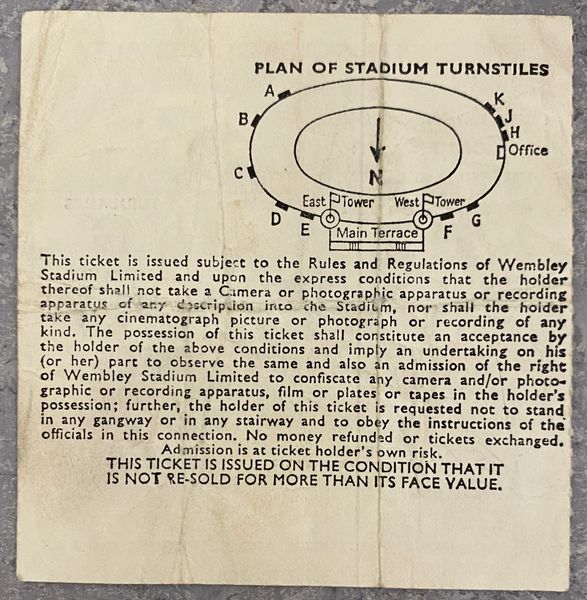 PLAN OF STADIUM TURNSTILES
A
K
B
J
H
Office
C
N
East Tower
West Tower
D
E
Main Terrace
F
G
This ticket is issued subject to the Rules and Regulations of Wembley
Stadium Limited and upon the express conditions that the holder
thereof shall not take a Camera or photographic apparatus or recording
apparatus of any description into the Stadium, nor shall the holder
take any cinematograph picture or photograph or recording of any
kind. The possession of this ticket shall constitute an acceptance by
the holder of the above conditions and imply an undertaking on his
(or her) part to observe the same and also an admission of the right
of Wembley Stadium Limited to confiscate any camera and/or photo-
graphic or recording apparatus, film or plates or tapes in the holder's
possession; further, the holder of this ticket is requested not to stand
in any gangway or in any stairway and to obey the instructions of the
officials in this connection. No money refunded or tickets exchanged.
Admission is at ticket holder's own risk.
THIS TICKET IS ISSUED ON THE CONDITION THAT IT
IS NOT RE-SOLD FOR MORE THAN ITS FACE VALUE.